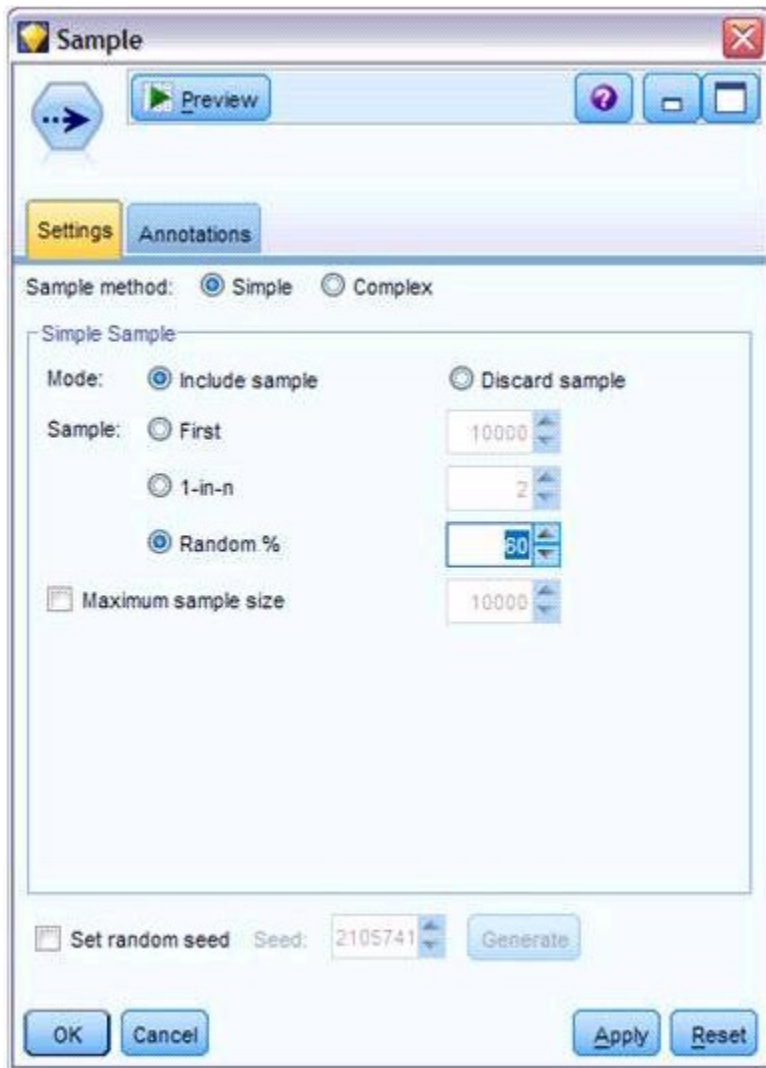 Sample
Preview
?
Settings Annotations
Sample method: Simple Complex
Simple Sample
Mode: Include sample Discard sample
Sample: First 10000
1-in-n 2
Random % 60
Maximum sample size 10000
Set random seed Seed: 2105741 Generate
OK Cancel Apply Reset